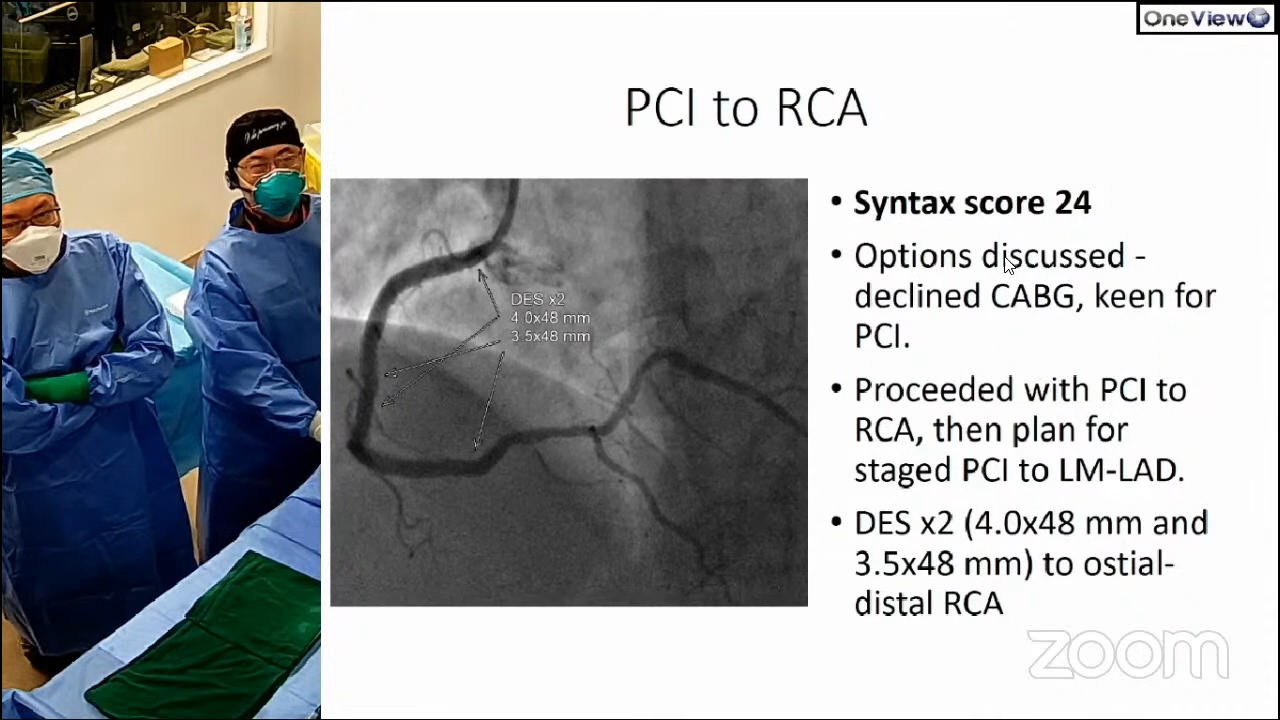 OneView
PCI to RCA
DES x2
4.0x48 mm
3.5x48 mm
• Syntax score 24
• Options discussed -
declined CABG, keen for
PCI.
• Proceeded with PCI to
RCA, then plan for
staged PCI to LM-LAD.
• DES x2 (4.0x48 mm and
3.5x48 mm) to ostial-
distal RCA
zoom